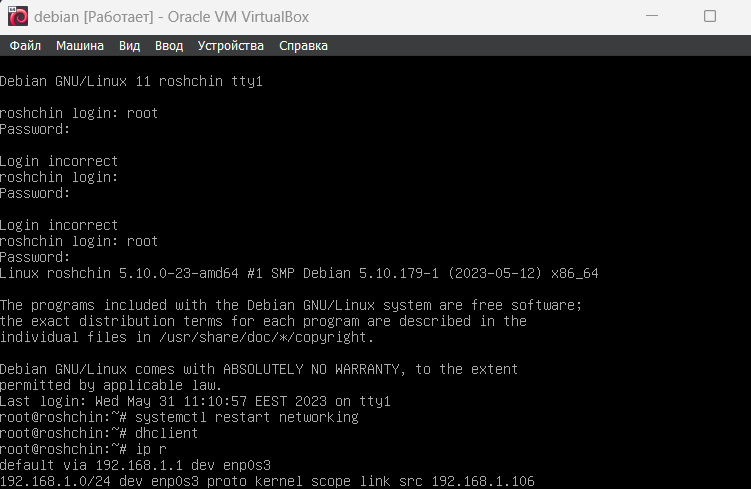 debian [Работает] - Oracle VM VirtualBox
Файл Машина Вид Ввод Устройства Справка
Debian GNU/Linux 11 roshchin tty1
roshchin login: root
Password:
Login incorrect
roshchin login:
Password:
Login incorrect
roshchin login: root
Password:
Linux roshchin 5.10.0-23-amd64 #1 SMP Debian 5.10.179-1 (2023-05-12) x86_64
The programs included with the Debian GNU/Linux system are free software;
the exact distribution terms for each program are described in the
individual files in /usr/share/doc/*/copyright.
Debian GNU/Linux comes with ABSOLUTELY NO WARRANTY, to the extent
permitted by applicable law.
Last login: Wed May 31 11:10:57 EEST 2023 on tty1
root@roshchin:~# systemctl restart networking
root@roshchin:~# dhclient
root@roshchin:~# ip r
default via 192.168.1.1 dev enp0s3
192.168.1.0/24 dev enp0s3 proto kernel scope link src 192.168.1.106